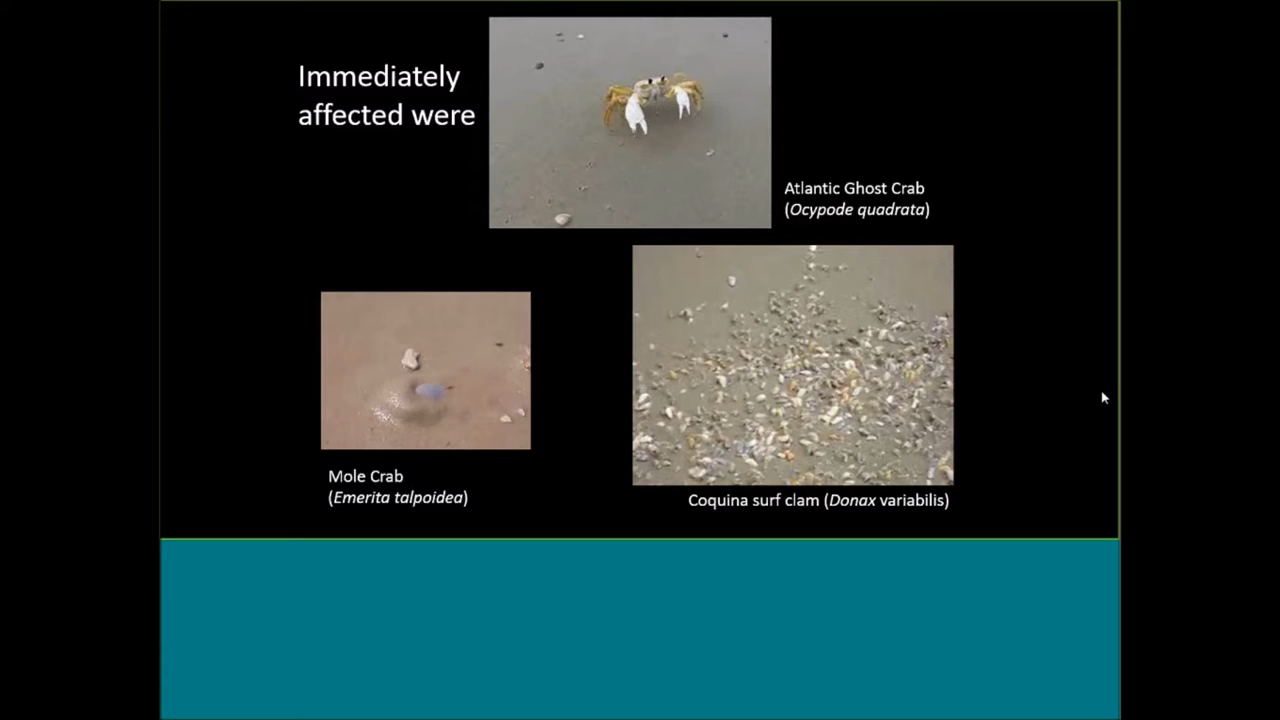 Immediately
affected were
Atlantic Ghost Crab
(Ocypode quadrata)
Mole Crab
(Emerita talpoidea)
Coquina surf clam (Donax variabilis)